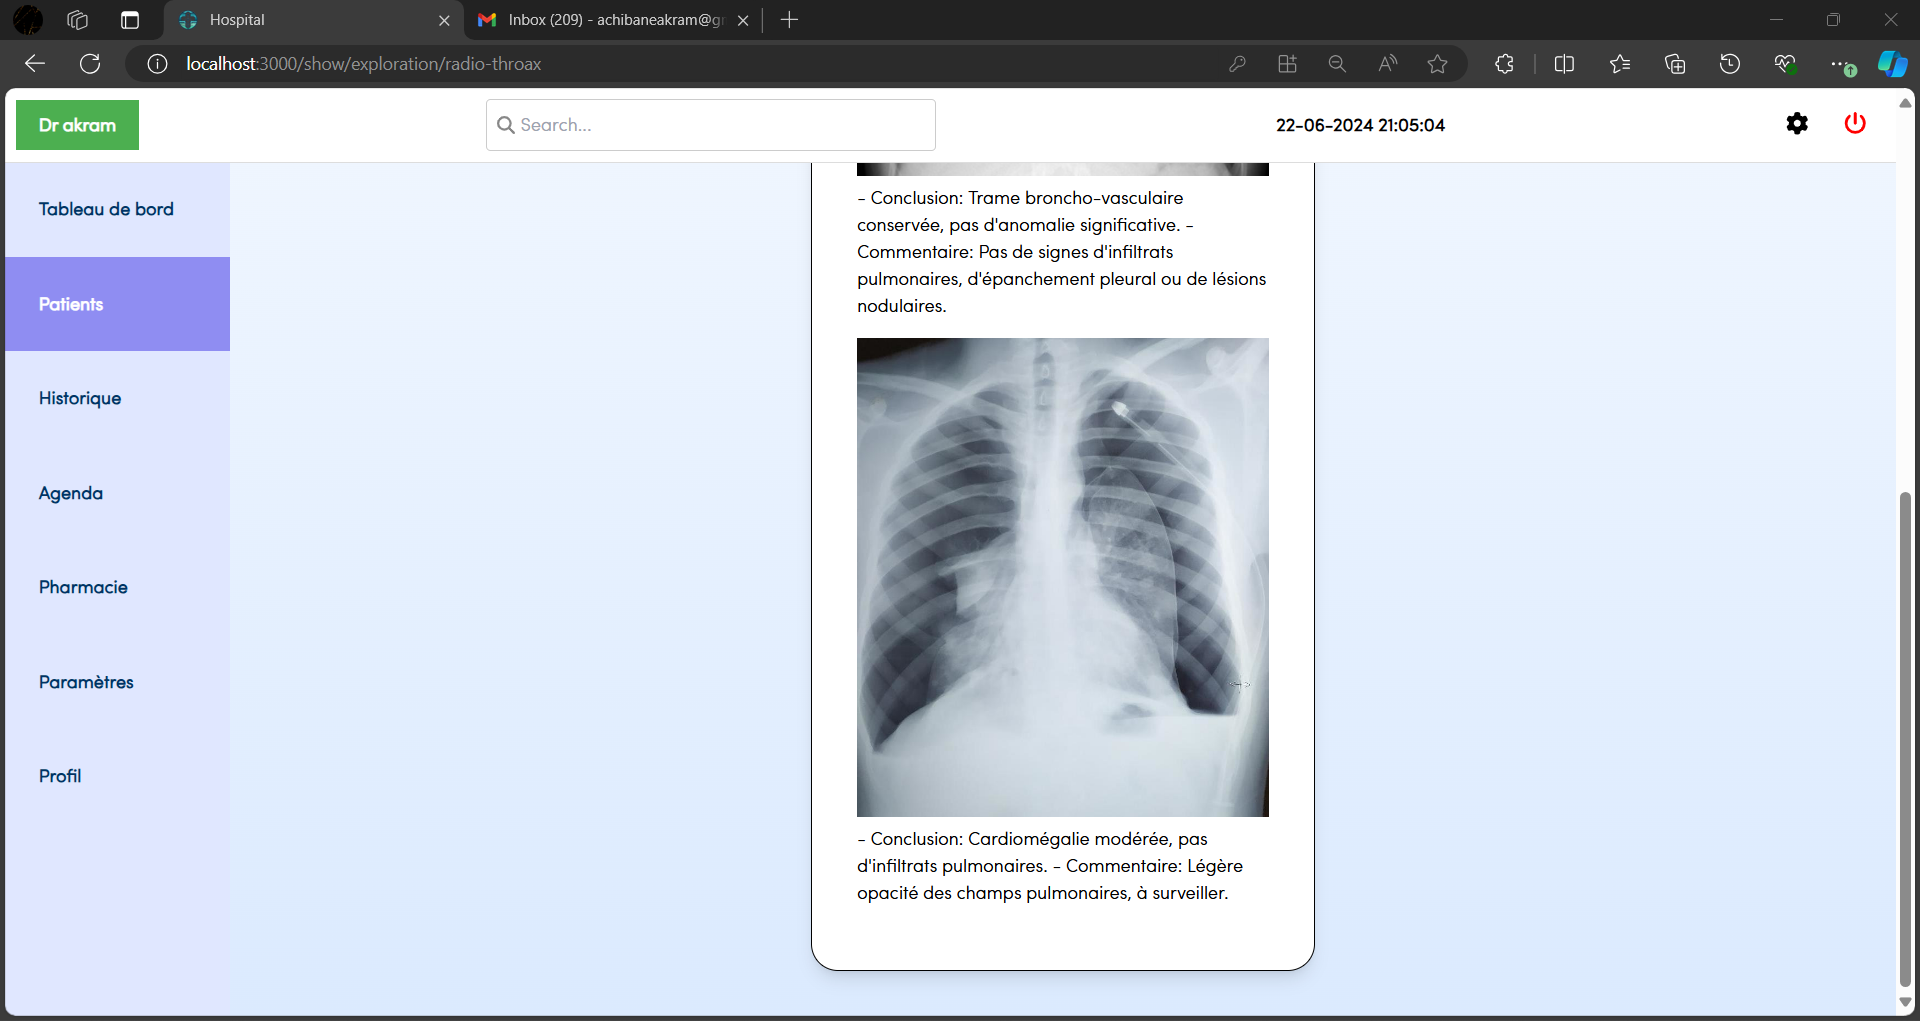 Hospital
Inbox (209) - achibaneakram@g
localhost:3000/show/exploration/radio-throax
Dr akram
Search...
22-06-2024 21:05:04
Tableau de bord
Patients
Historique
Agenda
Pharmacie
Paramètres
Profil
- Conclusion: Trame broncho-vasculaire
conservée, pas d'anomalie significative. -
Commentaire: Pas de signes d'infiltrats
pulmonaires, d'épanchement pleural ou de lésions
nodulaires.
- Conclusion: Cardiomégalie modérée, pas
d'infiltrats pulmonaires. - Commentaire: Légère
opacité des champs pulmonaires, à surveiller.